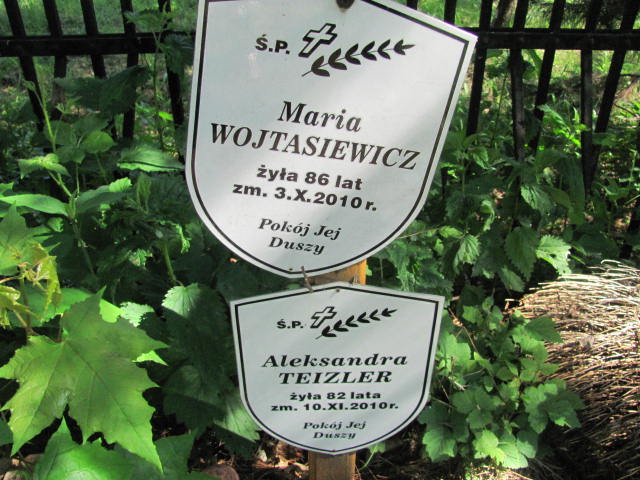 Ś.P.
Maria
WOJTASIEWICZ
żyła 86 lat
zm. 3.X.2010 r.
Pokój Jej
Duszy
Ś.P.
Aleksandra
TEIZLER
żyła 82 lata
zm. 10.XI.2010 r.
Pokój Jej
Duszy